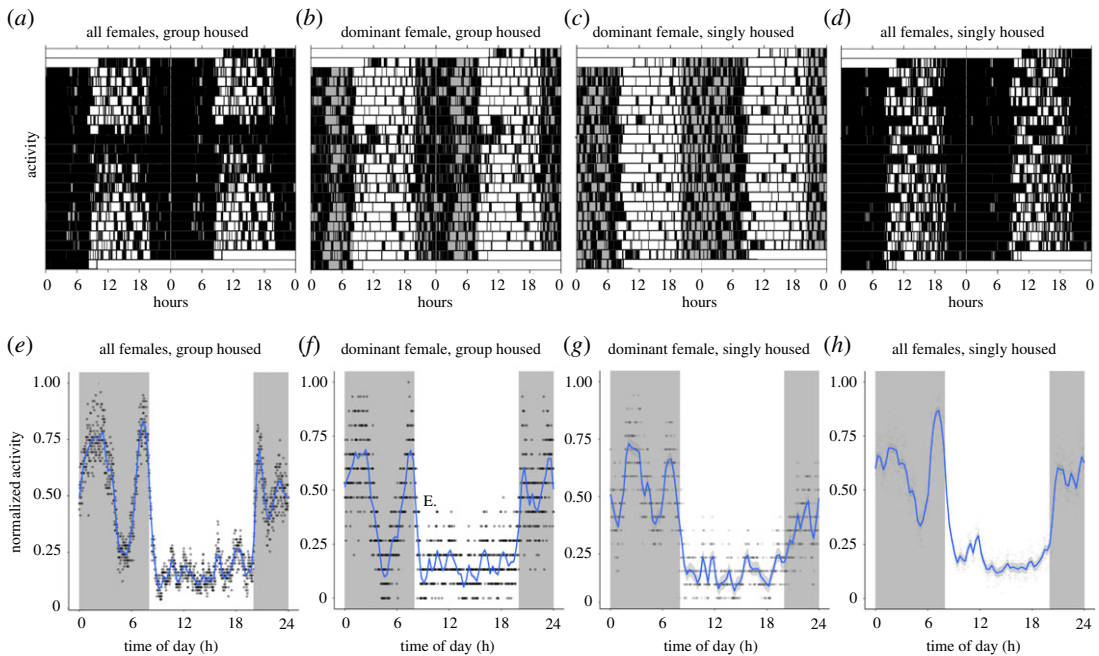 (a) (b) (c) (d)
all females, group housed dominant female, group housed dominant female, singly housed all females, singly housed
activity
0 6 12 18 0 6 12 18 0 0 6 12 18 0 6 12 18 0 0 6 12 18 0 6 12 18 0 0 6 12 18 0 6 12 18 0
hours hours hours hours
(e) (f) (g) (h)
all females, group housed dominant female, group housed dominant female, singly housed all females, singly housed
normalized activity
1.00 1.00 1.00 1.00
0.75 0.75 0.75 0.75
0.50 0.50 0.50 0.50
E.
0.25 0.25 0.25 0.25
0 0 0 0
0 6 12 18 24 0 6 12 18 24 0 6 12 18 24 0 6 12 18 24
time of day (h) time of day (h) time of day (h) time of day (h)